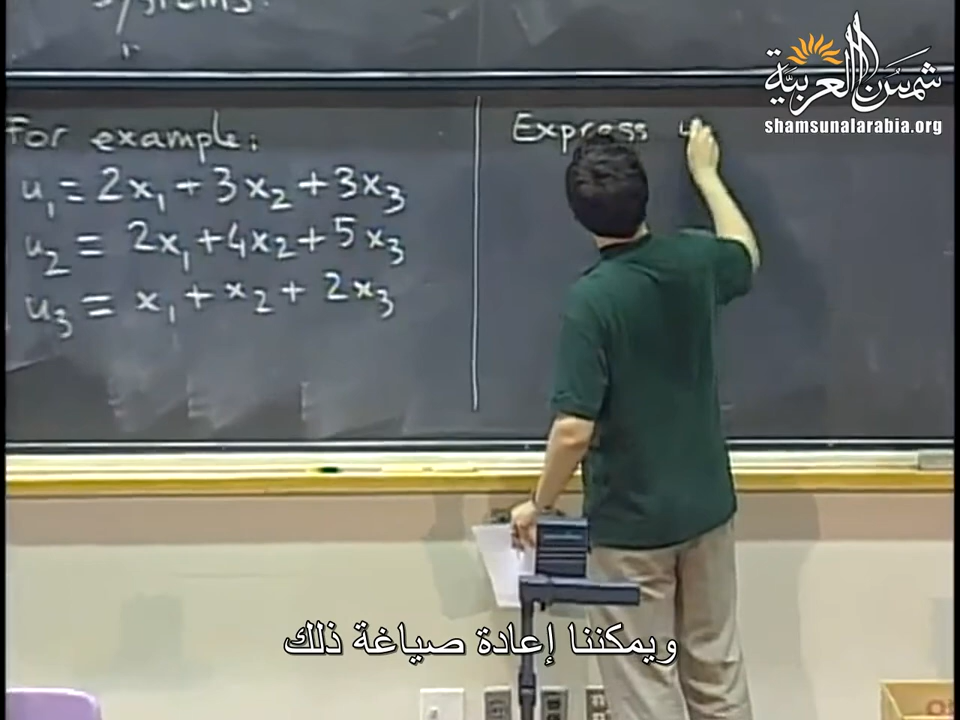 systems.
شمس العربية
shamsunalarabia.org
For example:
u₁ = 2x₁ + 3x₂ + 3x₃
u₂ = 2x₁ + 4x₂ + 5x₃
u₃ = x₁ + x₂ + 2x₃
Express u
ويمكننا إعادة صياغة ذلك